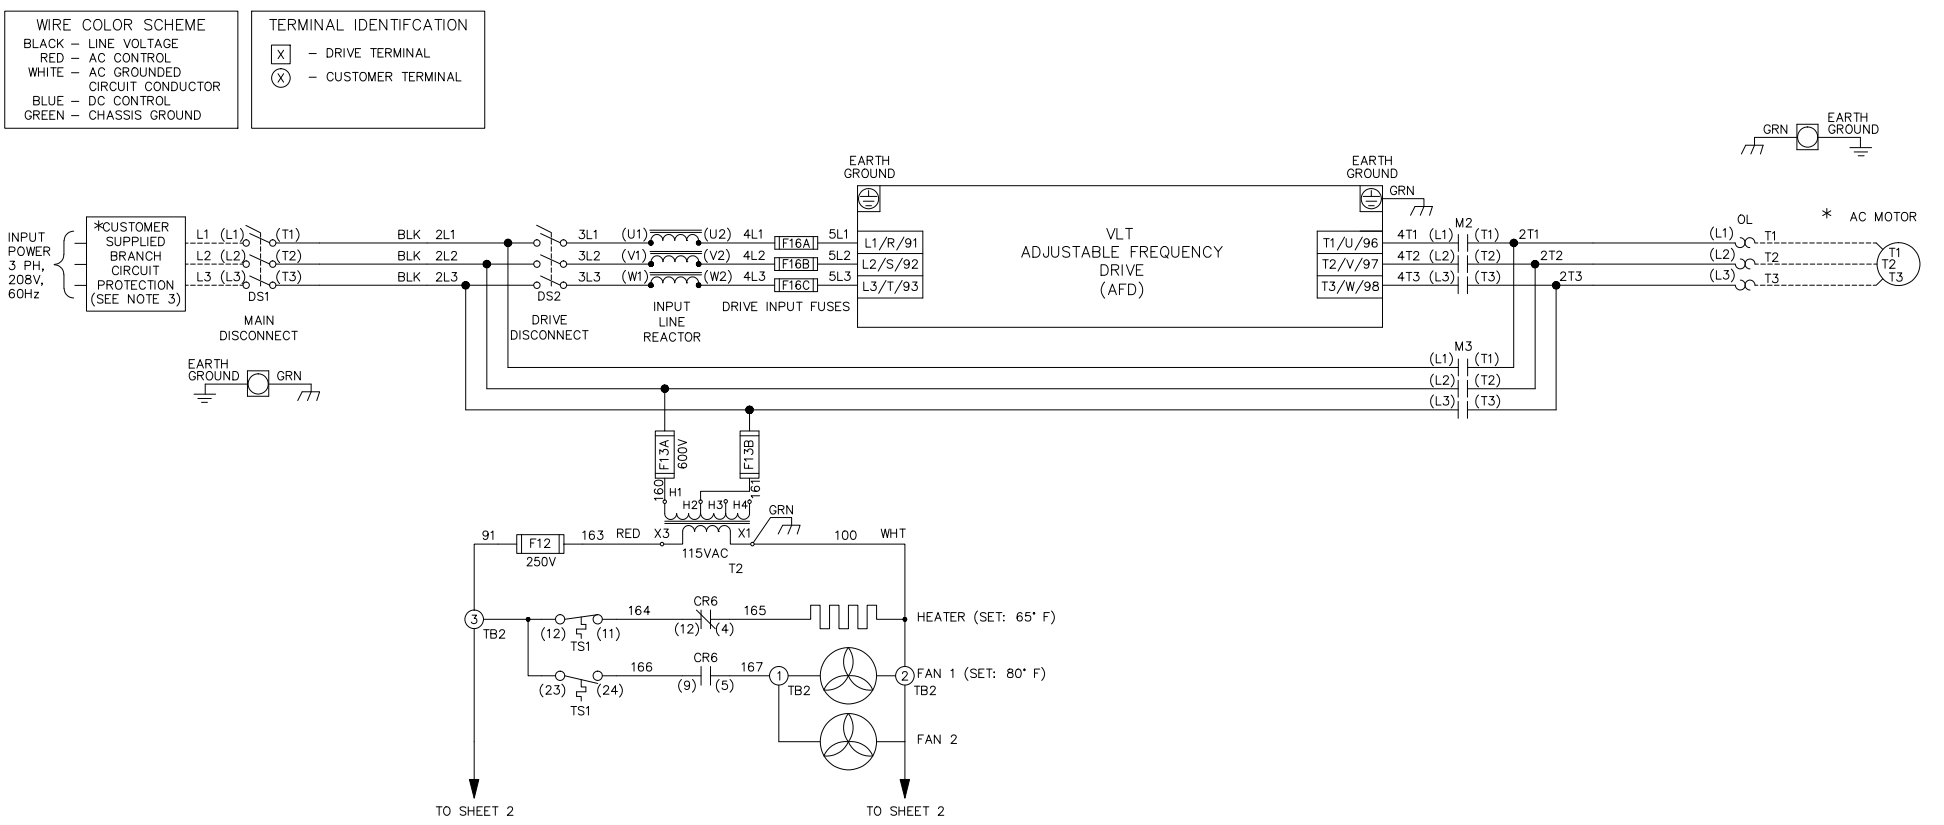 WIRE COLOR SCHEME
BLACK – LINE VOLTAGE
RED – AC CONTROL
WHITE – AC GROUNDED
CIRCUIT CONDUCTOR
BLUE – DC CONTROL
GREEN – CHASSIS GROUND
TERMINAL IDENTIFCATION
X – DRIVE TERMINAL
X – CUSTOMER TERMINAL
GRN
EARTH
GROUND
INPUT
POWER
3 PH,
208V,
60Hz
*CUSTOMER
SUPPLIED
BRANCH
CIRCUIT
PROTECTION
(SEE NOTE 3)
L1 (L1) (T1) BLK 2L1 3L1 (U1) (U2) 4L1 F16A 5L1 L1/R/91
L2 (L2) (T2) BLK 2L2 3L2 (V1) (V2) 4L2 F16B 5L2 L2/S/92
L3 (L3) (T3) BLK 2L3 3L3 (W1) (W2) 4L3 F16C 5L3 L3/T/93
DS1
MAIN
DISCONNECT
DS2
DRIVE
DISCONNECT
INPUT
LINE
REACTOR
DRIVE INPUT FUSES
EARTH
GROUND
VLT
ADJUSTABLE FREQUENCY
DRIVE
(AFD)
EARTH
GROUND
GRN
M2
OL
* AC MOTOR
T1/U/96 4T1 (L1) (T1) 2T1 (L1) T1
T2/V/97 4T2 (L2) (T2) 2T2 (L2) T2
T3/W/98 4T3 (L3) (T3) 2T3 (L3) T3
T1
T2
T3
EARTH
GROUND
GRN
M3
(L1) (T1)
(L2) (T2)
(L3) (T3)
F13A
600V
F13B
160
161
H1
H2 H3 H4
GRN
91 F12 163 RED X3 X1 100 WHT
250V
115VAC
T2
3
TB2
(12) (11)
TS1
164
CR6
(12) (4)
165
HEATER (SET: 65° F)
(23) (24)
TS1
166
CR6
(9) (5)
167
1
TB2
2
TB2
FAN 1 (SET: 80° F)
FAN 2
TO SHEET 2
TO SHEET 2